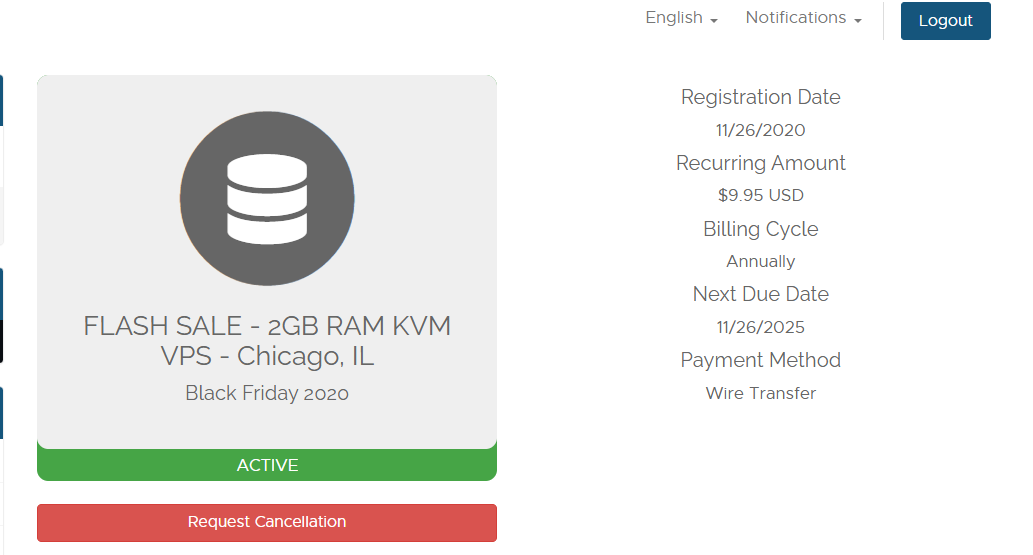 English
Notifications
Logout
FLASH SALE - 2GB RAM KVM
VPS - Chicago, IL
Black Friday 2020
ACTIVE
Request Cancellation
Registration Date
11/26/2020
Recurring Amount
$9.95 USD
Billing Cycle
Annually
Next Due Date
11/26/2025
Payment Method
Wire Transfer